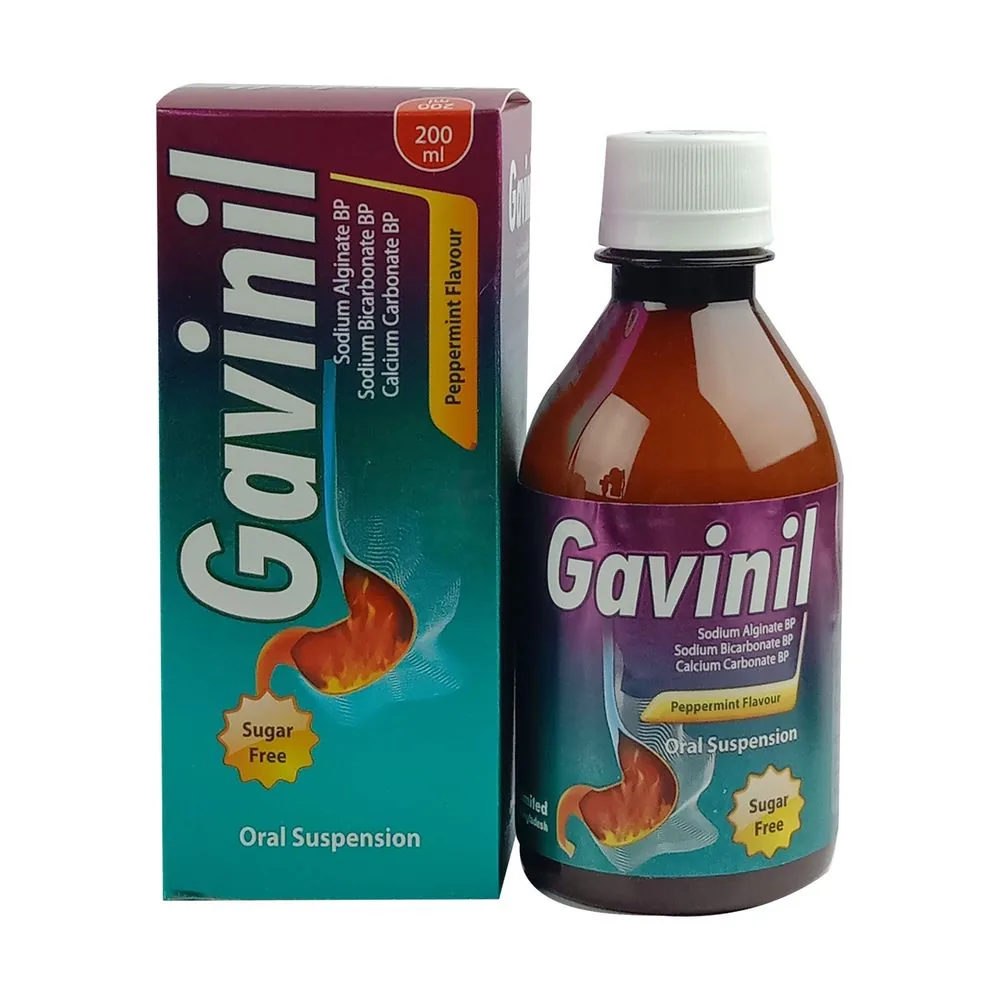 200
ml
Gavinil
Sodium Alginate BP
Sodium Bicarbonate BP
Calcium Carbonate BP
Peppermint Flavour
Sugar
Free
Oral Suspension
Gavinil
Sodium Alginate BP
Sodium Bicarbonate BP
Calcium Carbonate BP
Peppermint Flavour
Oral Suspension
Sugar
Free